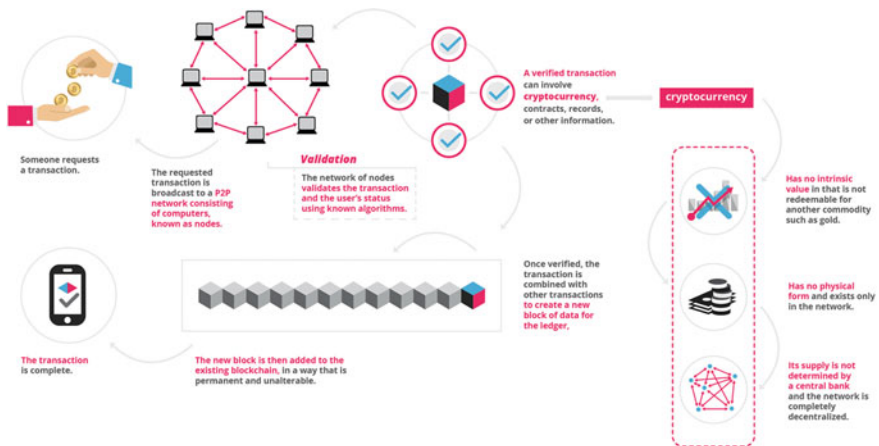 Someone requests
a transaction.
The requested
transaction is
broadcast to a P2P
network consisting
of computers,
known as nodes.
Validation
The network of nodes
validates the transaction
and the user's status
using known algorithms.
A verified transaction
can involve
cryptocurrency,
contracts, records,
or other information.
cryptocurrency
Has no intrinsic
value in that is not
redeemable for
another commodity
such as gold.
Has no physical
form and exists only
in the network.
Its supply is not
determined by
a central bank
and the network is
completely
decentralized.
Once verified, the
transaction is
combined with
other transactions
to create a new
block of data for
the ledger,
The new block is then added to the
existing blockchain, in a way that is
permanent and unalterable.
The transaction
is complete.